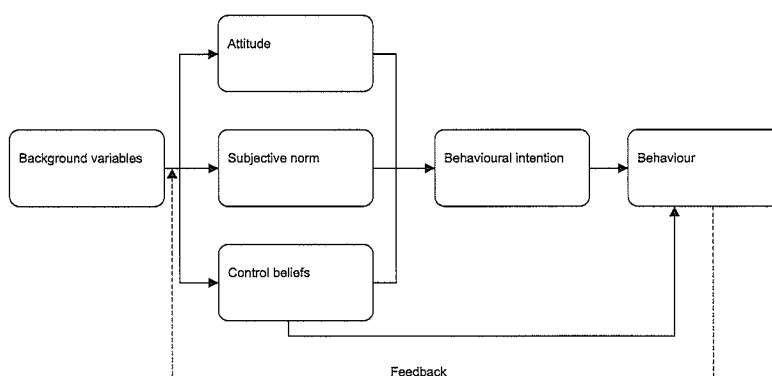 Attitude
Background variables
Subjective norm
Behavioural intention
Behaviour
Control beliefs
Feedback